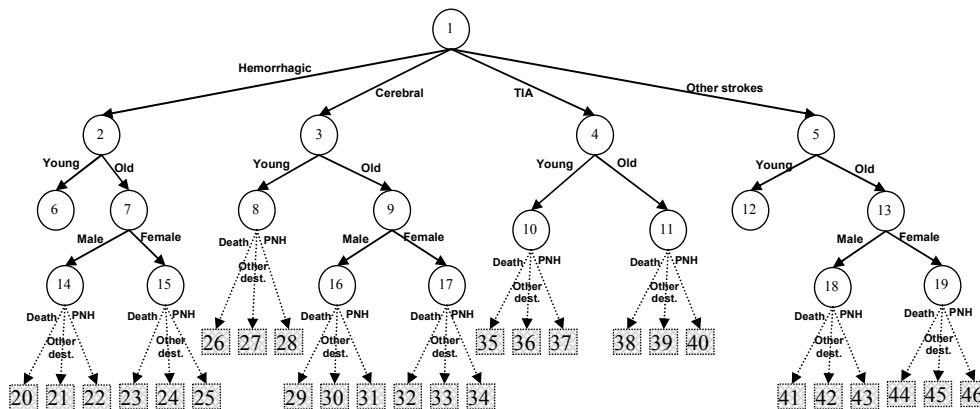 1
Hemorrhagic Cerebral TIA Other strokes
2 3 4 5
Young Old Young Old Young Old Young Old
6 7 8 9 10 11 12 13
Male Female Death PNH Male Female Death PNH Death PNH Male Female
Other dest. Other dest. Other dest.
14 15 16 17 18 19
Death PNH Death PNH Death PNH Death PNH Death PNH Death PNH
Other dest. Other dest. Other dest. Other dest. Other dest. Other dest.
26 27 28 35 36 37 38 39 40
20 21 22 23 24 25 29 30 31 32 33 34 41 42 43 44 45 46